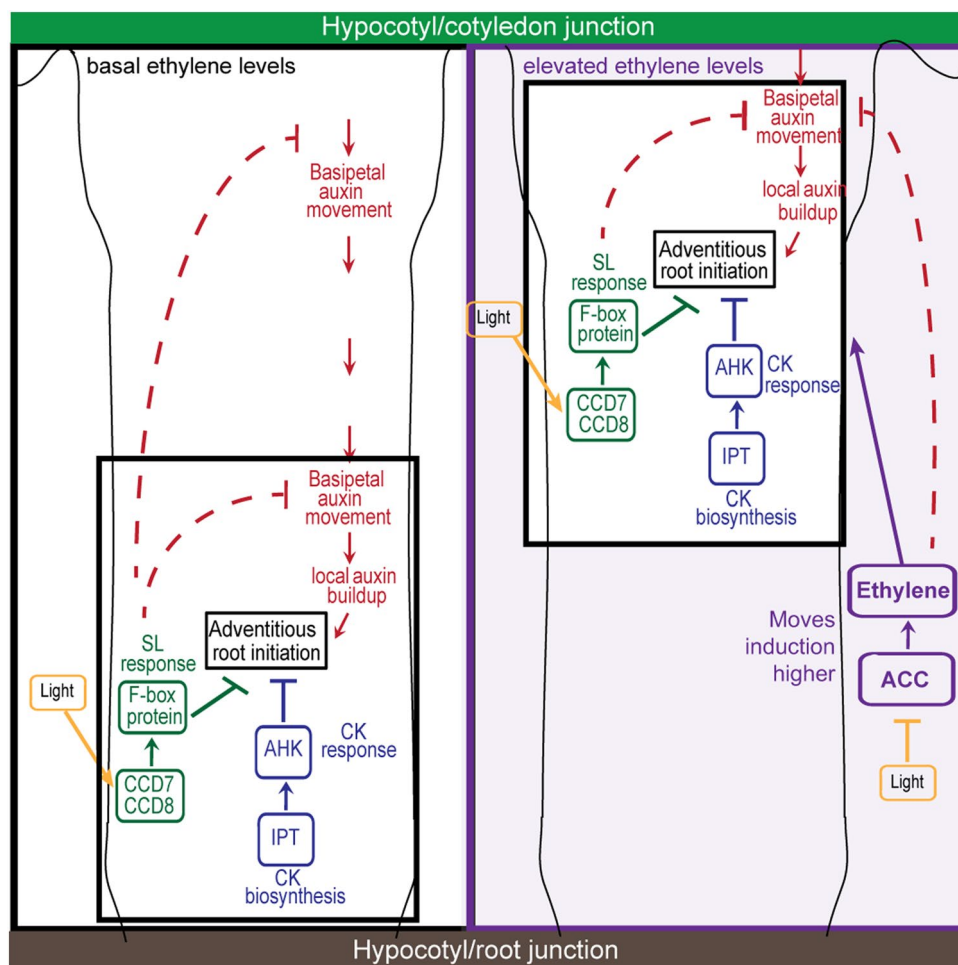 Hypocotyl/cotyledon junction
basal ethylene levels
Basipetal
auxin
movement
Basipetal
auxin
movement
local auxin
buildup
Adventitious
root initiation
SL
response
F-box
protein
Light
CCD7
CCD8
AHK
CK
response
IPT
CK
biosynthesis
elevated ethylene levels
Basipetal
auxin
movement
local auxin
buildup
Adventitious
root initiation
SL
response
F-box
protein
Light
CCD7
CCD8
AHK
CK
response
IPT
CK
biosynthesis
Ethylene
Moves
induction
higher
ACC
Light
Hypocotyl/root junction